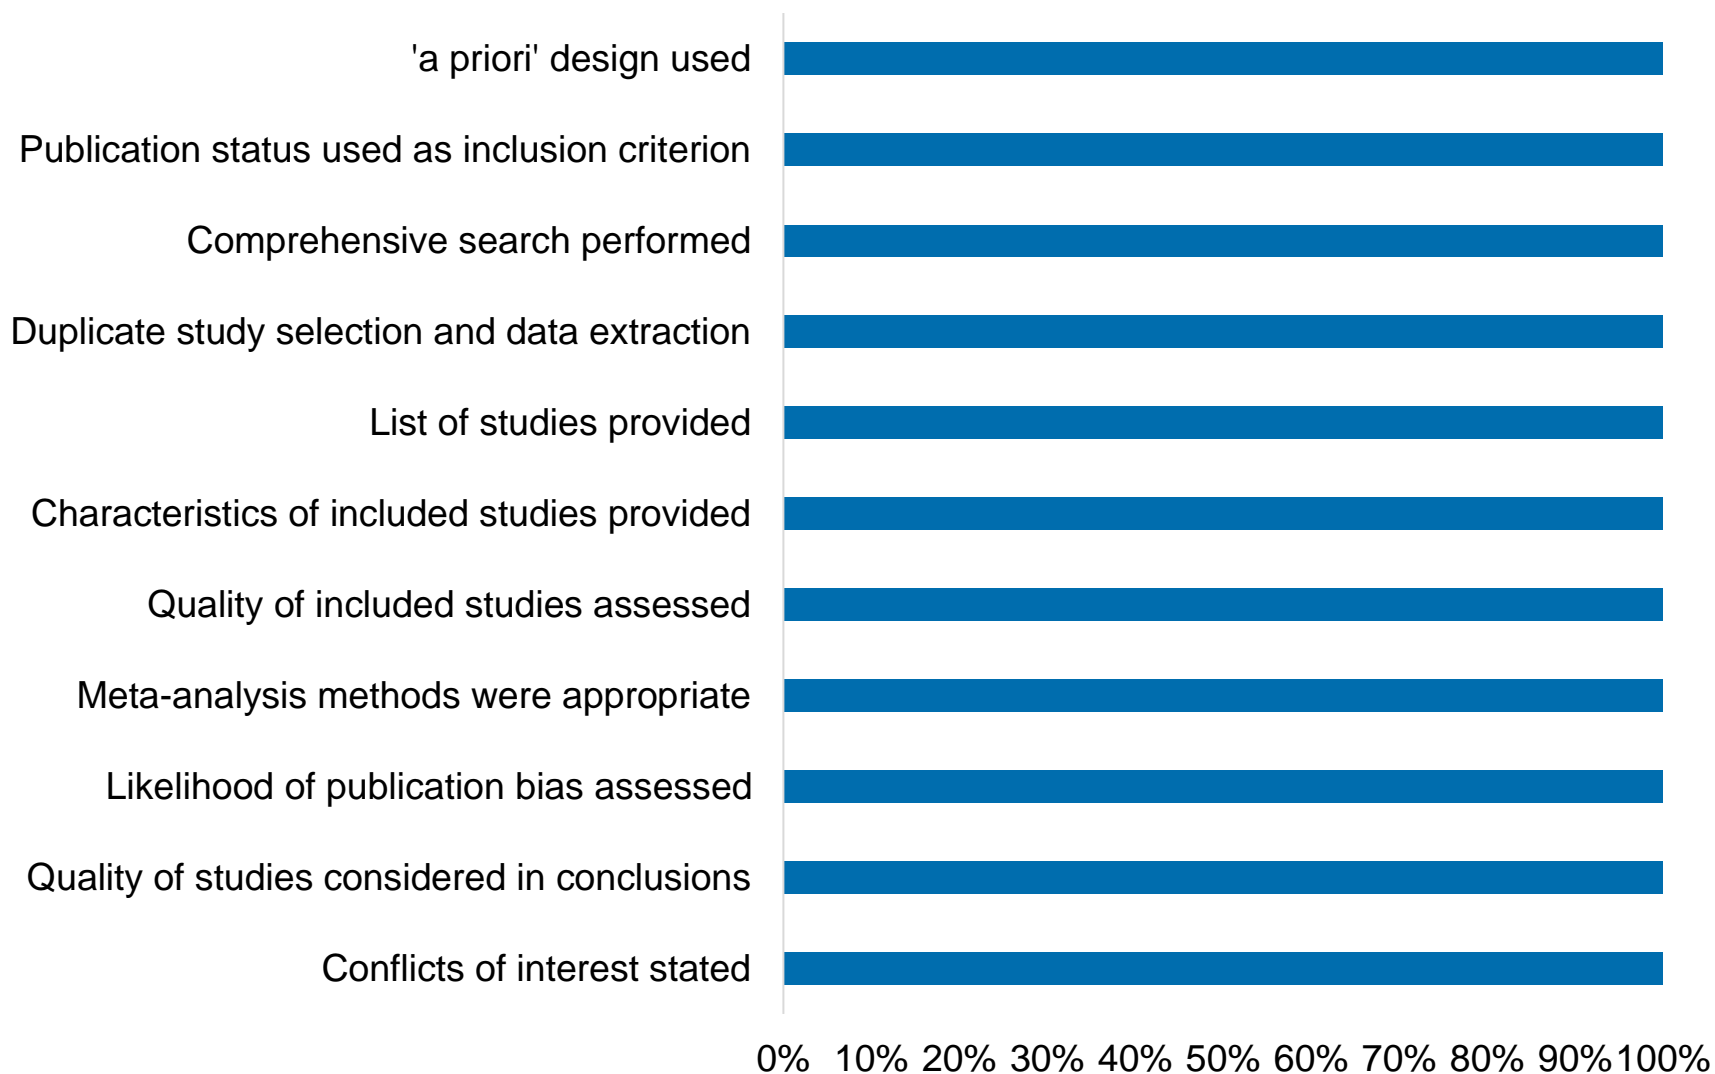 'a priori' design used
Publication status used as inclusion criterion
Comprehensive search performed
Duplicate study selection and data extraction
List of studies provided
Characteristics of included studies provided
Quality of included studies assessed
Meta-analysis methods were appropriate
Likelihood of publication bias assessed
Quality of studies considered in conclusions
Conflicts of interest stated
0% 10% 20% 30% 40% 50% 60% 70% 80% 90% 100%